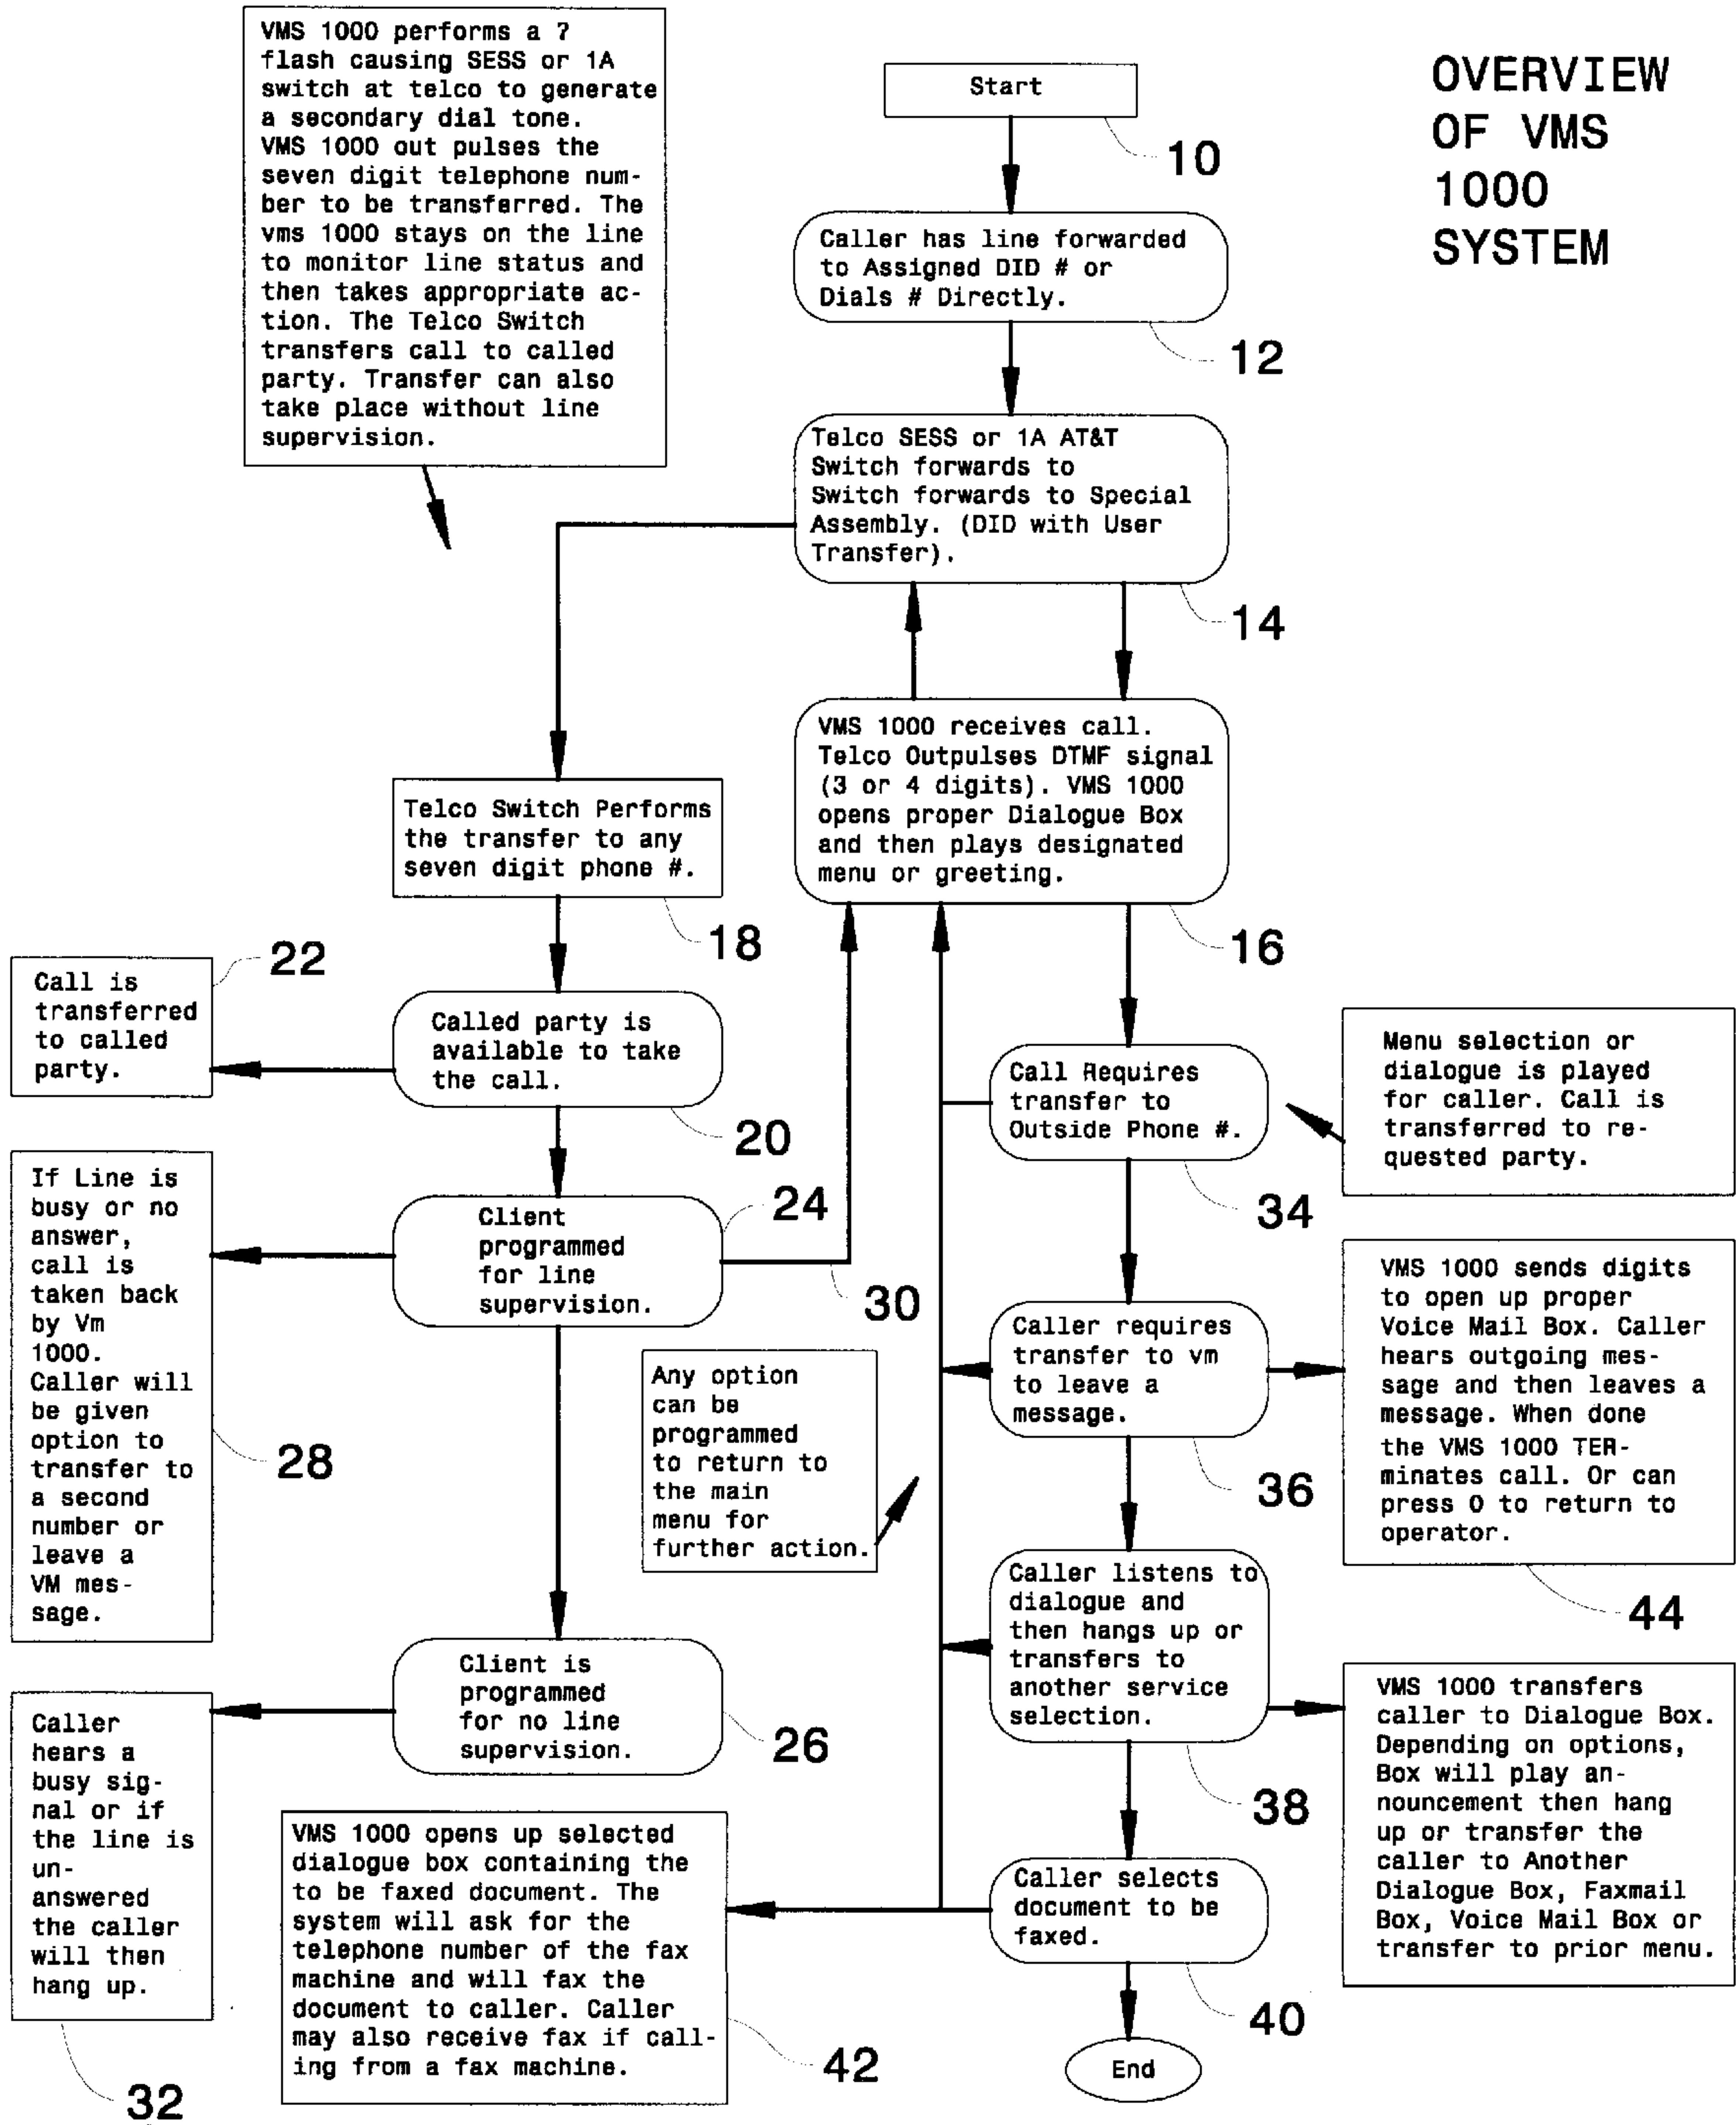 OVERVIEW
OF VMS
1000
SYSTEM
VMS 1000 performs a ?
flash causing SESS or 1A
switch at telco to generate
a secondary dial tone.
VMS 1000 out pulses the
seven digit telephone num-
ber to be transferred. The
vms 1000 stays on the line
to monitor line status and
then takes appropriate ac-
tion. The Telco Switch
transfers call to called
party. Transfer can also
take place without line
supervision.
Start
10
Caller has line forwarded
to Assigned DID # or
Dials # Directly.
12
Telco SESS or 1A AT&T
Switch forwards to
Switch forwards to Special
Assembly. (DID with User
Transfer).
14
VMS 1000 receives call.
Telco Outpulses DTMF signal
(3 or 4 digits). VMS 1000
opens proper Dialogue Box
and then plays designated
menu or greeting.
16
Telco Switch Performs
the transfer to any
seven digit phone #.
18
Called party is
available to take
the call.
20
Call is
transferred
to called
party.
22
Client
programmed
for line
supervision.
24
If Line is
busy or no
answer,
call is
taken back
by Vm
1000.
Caller will
be given
option to
transfer to
a second
number or
leave a
VM mes-
sage.
28
30
Client is
programmed
for no line
supervision.
26
Caller
hears a
busy sig-
nal or if
the line is
un-
answered
the caller
will then
hang up.
32
Any option
can be
programmed
to return to
the main
menu for
further action.
Call Requires
transfer to
Outside Phone #.
34
Menu selection or
dialogue is played
for caller. Call is
transferred to re-
quested party.
Caller requires
transfer to vm
to leave a
message.
36
VMS 1000 sends digits
to open up proper
Voice Mail Box. Caller
hears outgoing mes-
sage and then leaves a
message. When done
the VMS 1000 TER-
minates call. Or can
press 0 to return to
operator.
44
Caller listens to
dialogue and
then hangs up or
transfers to
another service
selection.
38
VMS 1000 transfers
caller to Dialogue Box.
Depending on options,
Box will play an-
nouncement then hang
up or transfer the
caller to Another
Dialogue Box, Faxmail
Box, Voice Mail Box or
transfer to prior menu.
Caller selects
document to be
faxed.
40
VMS 1000 opens up selected
dialogue box containing the
to be faxed document. The
system will ask for the
telephone number of the fax
machine and will fax the
document to caller. Caller
may also receive fax if call-
ing from a fax machine.
42
End